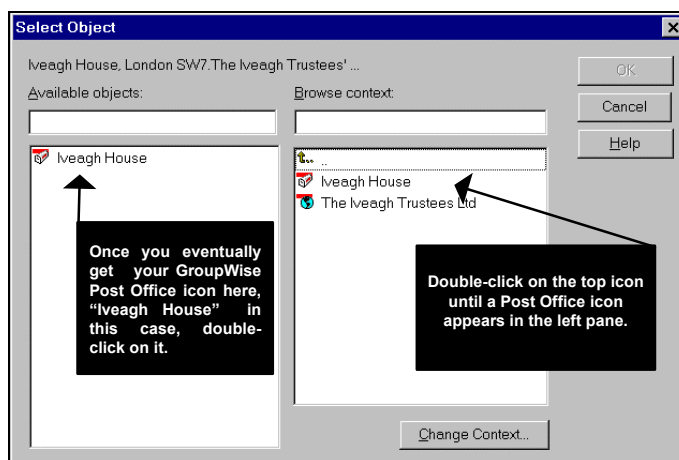 Select Object
Iveagh House, London SW7.The Iveagh Trustees' ...
Available objects:
Browse context:
OK
Cancel
Help
Iveagh House
..
Iveagh House
The Iveagh Trustees Ltd
Once you eventually
get your GroupWise
Post Office icon here,
“Iveagh House” in
this case, double-
click on it.
Double-click on the top icon
until a Post Office icon
appears in the left pane.
Change Context...